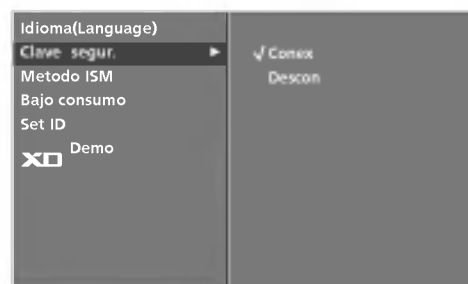 Idioma(Language)
Clave segur. ►
Metodo ISM
Bajo consumo
Set ID
XD Demo
√ Conex
Descon